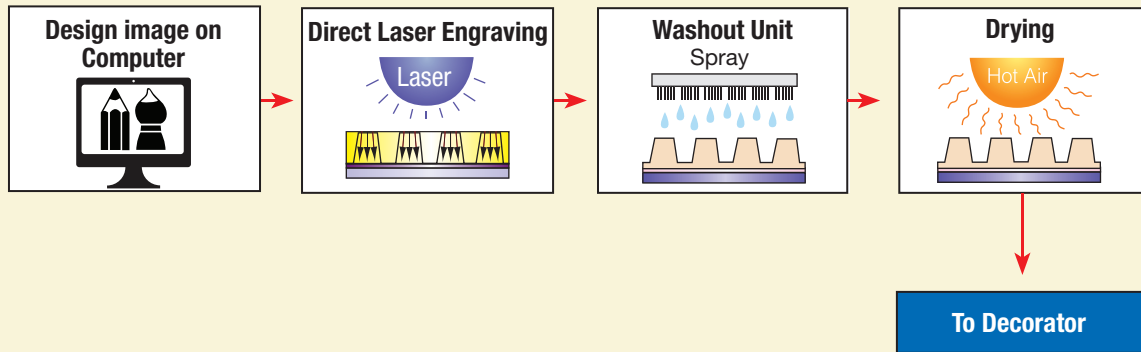 Design image on
Computer
Direct Laser Engraving
Laser
Washout Unit
Spray
Drying
Hot Air
To Decorator